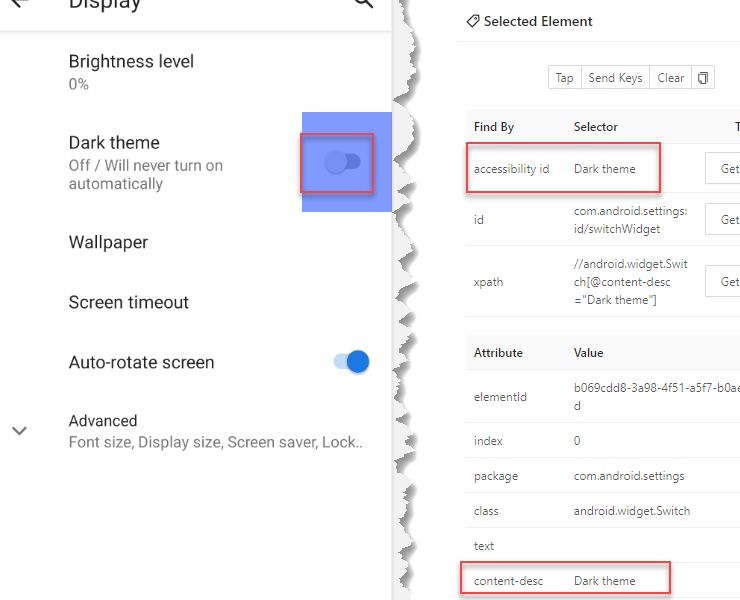 Display
Brightness level
0%
Dark theme
Off / Will never turn on
automatically
Wallpaper
Screen timeout
Auto-rotate screen
Advanced
Font size, Display size, Screen saver, Lock..
Selected Element
Tap Send Keys Clear
Find By Selector T
accessibility id Dark theme Get
id com.android.settings:
id/switchWidget Get
xpath //android.widget.Swit
ch[@content-desc
="Dark theme"] Get
Attribute Value
elementId b069cdd8-3a98-4f51-a5f7-b0ae
d
index 0
package com.android.settings
class android.widget.Switch
text
content-desc Dark theme